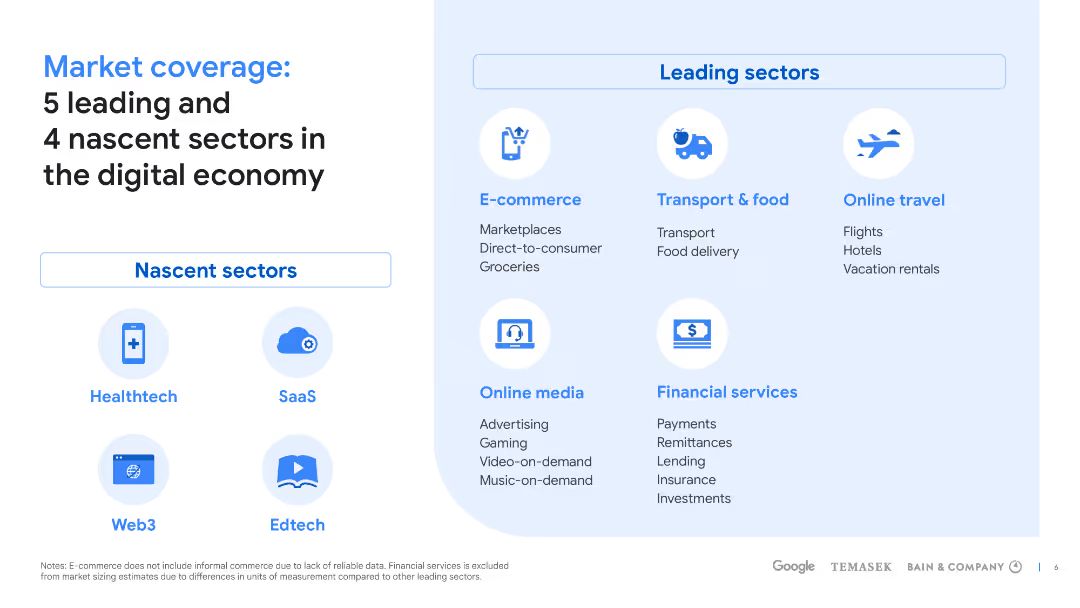 Market coverage:
5 leading and
4 nascent sectors in
the digital economy
Nascent sectors
Healthtech
SaaS
Web3
Edtech
Leading sectors
E-commerce
Marketplaces
Direct-to-consumer
Groceries
Transport & food
Transport
Food delivery
Online travel
Flights
Hotels
Vacation rentals
Online media
Advertising
Gaming
Video-on-demand
Music-on-demand
Financial services
Payments
Remittances
Lending
Insurance
Investments
Notes: E-commerce does not include informal commerce due to lack of reliable data. Financial services is excluded
from market sizing estimates due to differences in units of measurement compared to other leading sectors.
Google TEMASEK BAIN & COMPANY | 6